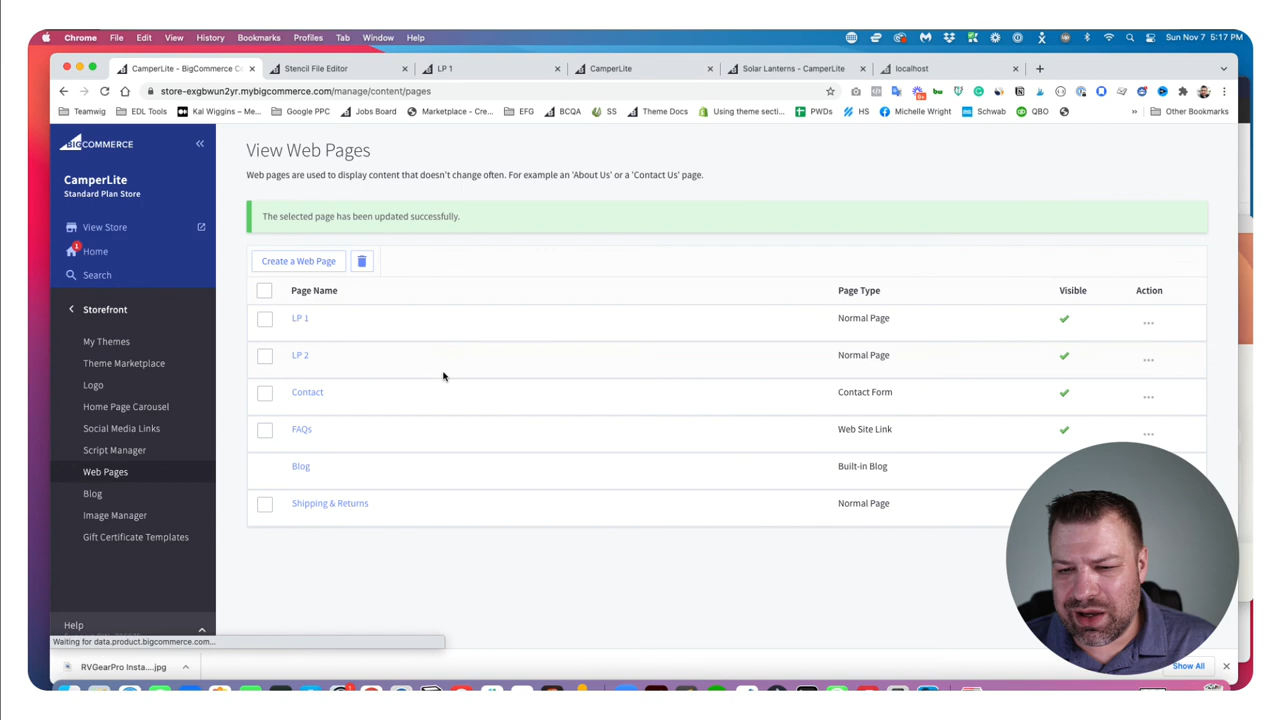 Chrome File Edit View History Bookmarks Profiles Tab Window Help Sun Nov 7 5:17 PM
CamperLite - BigCommerce C Stencil File Editor LP 1 CamperLite Solar Lanterns - CamperLite localhost
store-exgbwun2yr.mybigcommerce.com/manage/content/pages
Teamwig EDL Tools Kai Wiggins – Me... Google PPC Jobs Board Marketplace - Cre... EFG BCQA SS Theme Docs Using theme secti... PWDs HS Michelle Wright Schwab QBO » Other Bookmarks
BIGCOMMERCE
CamperLite
Standard Plan Store
View Store
1
Home
Search
Storefront
My Themes
Theme Marketplace
Logo
Home Page Carousel
Social Media Links
Script Manager
Web Pages
Blog
Image Manager
Gift Certificate Templates
Help
View Web Pages
Web pages are used to display content that doesn't change often. For example an 'About Us' or a 'Contact Us' page.
The selected page has been updated successfully.
Create a Web Page
Page Name Page Type Visible Action
LP 1 Normal Page
LP 2 Normal Page
Contact Contact Form
FAQs Web Site Link
Blog Built-in Blog
Shipping & Returns Normal Page
Waiting for data.product.bigcommerce.com...
RVGearPro Insta....jpg
Show All